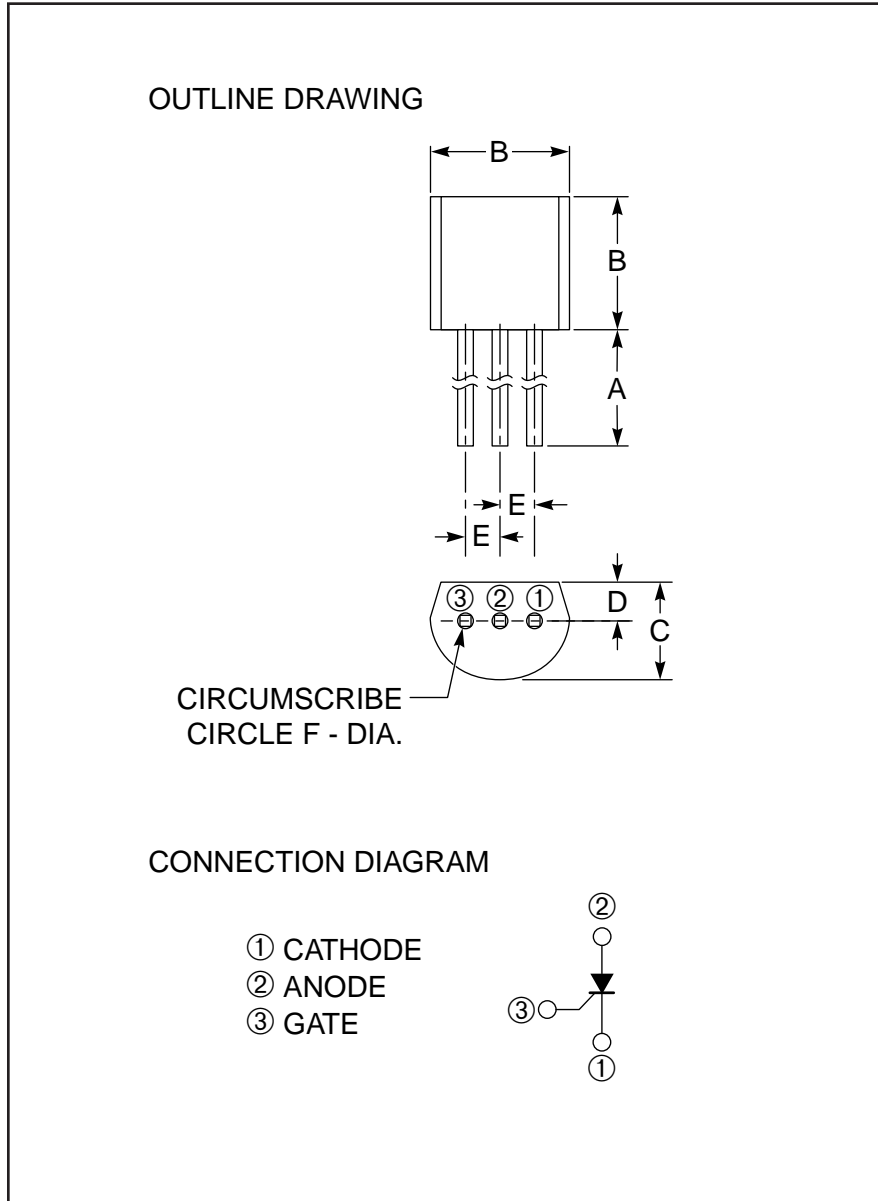 OUTLINE DRAWING
B
B
A
E
E
③ ② ①
D
C
CIRCUMSCRIBE
CIRCLE F - DIA.
CONNECTION DIAGRAM
②
① CATHODE
② ANODE
③ GATE
③
①